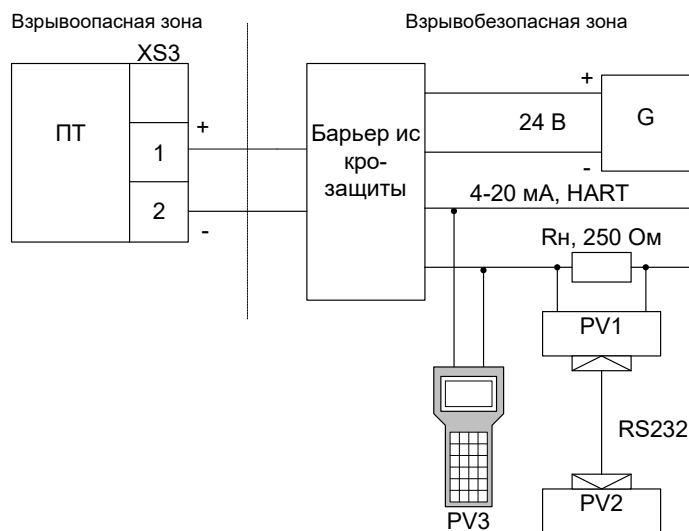 Взрывоопасная зона
Взрывобезопасная зона
XS3
ПТ
1
2
+
-
Барьер ис
кро-
защиты
+
24 В
-
G
4-20 мА, HART
Rн, 250 Ом
PV1
RS232
PV2
PV3